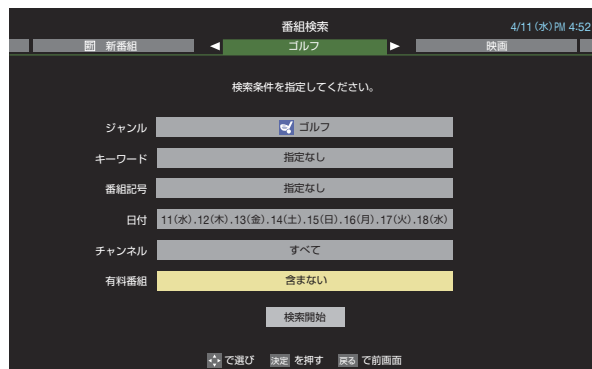 番組検索
4/11(水)PM 4:52
新番組 ◀ ゴルフ ▶ 映画
検索条件を指定してください。
ジャンル ゴルフ
キーワード 指定なし
番組記号 指定なし
日付 11(水).12(木).13(金).14(土).15(日).16(月).17(火).18(水)
チャンネル すべて
有料番組 含まない
検索開始
で選び 決定 を押す 戻る で前画面